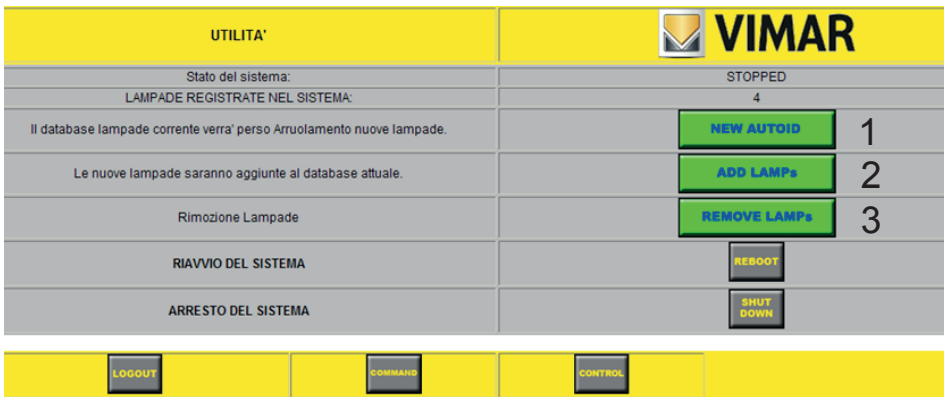 UTILITA'
VIMAR
Stato del sistema:
STOPPED
LAMPADE REGISTRATE NEL SISTEMA:
4
Il database lampade corrente verra' perso Arruolamento nuove lampade.
NEW AUTOID
1
Le nuove lampade saranno aggiunte al database attuale.
ADD LAMPs
2
Rimozione Lampade
REMOVE LAMPs
3
RIAVVIO DEL SISTEMA
REBOOT
ARRESTO DEL SISTEMA
SHUT
DOWN
LOGOUT
COMMAND
CONTROL